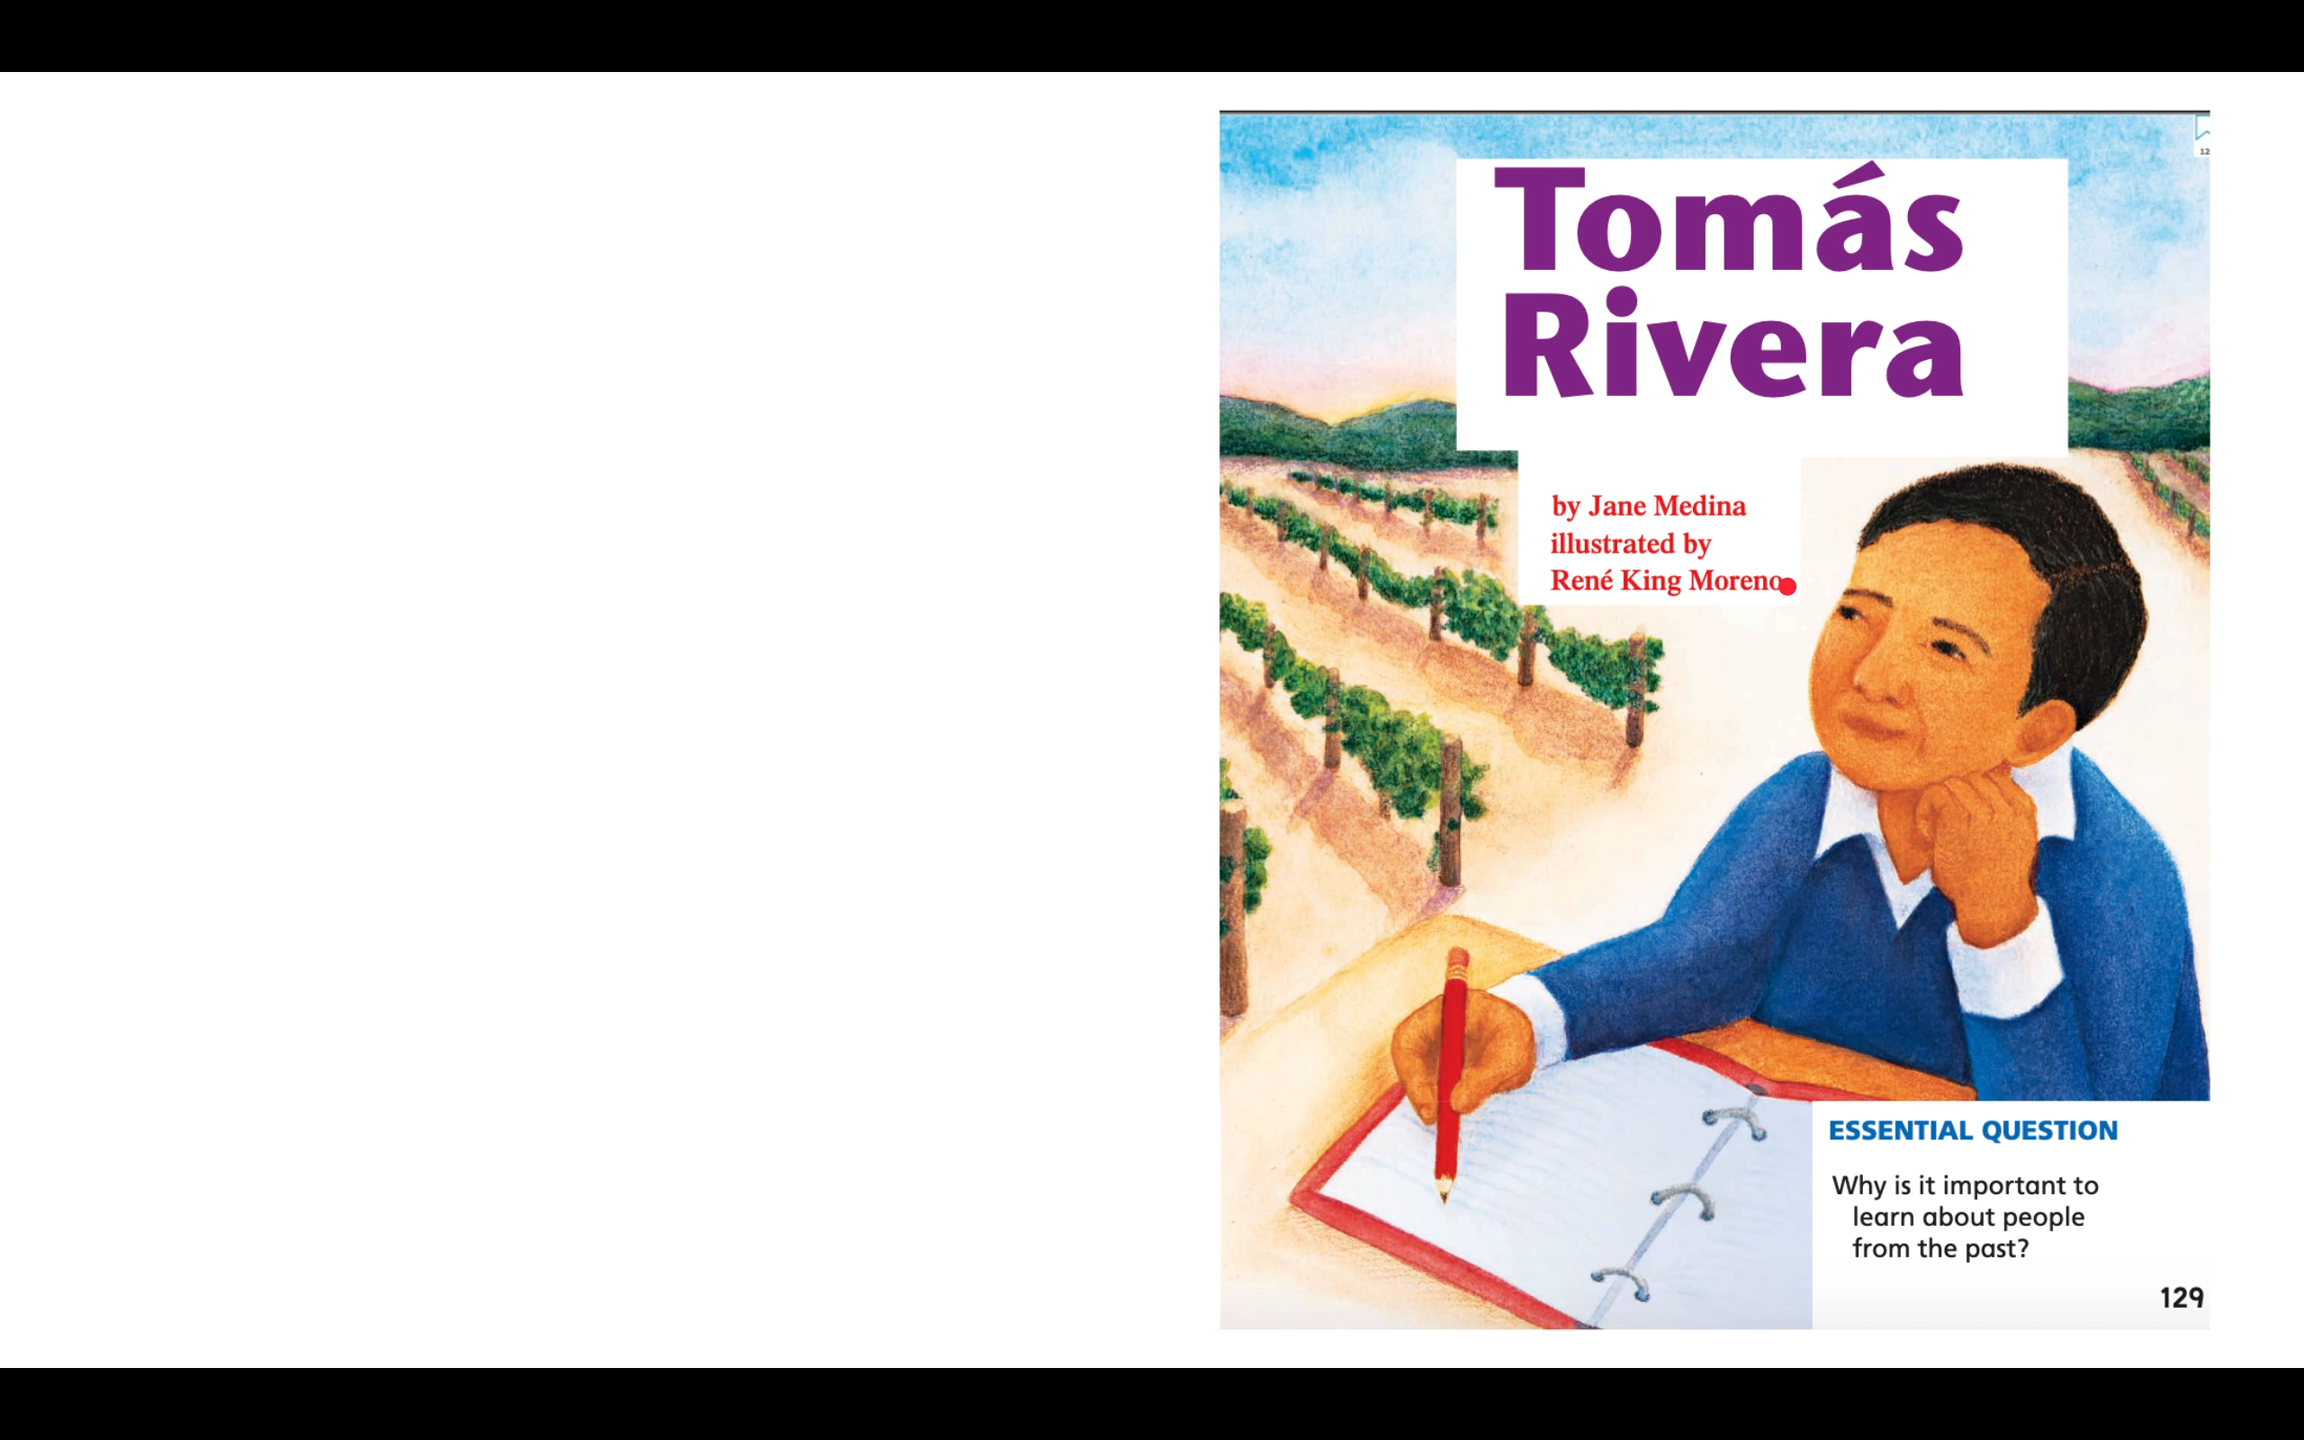 12
Tomás
Rivera
by Jane Medina
illustrated by
René King Moreno
ESSENTIAL QUESTION
Why is it important to
learn about people
from the past?
129